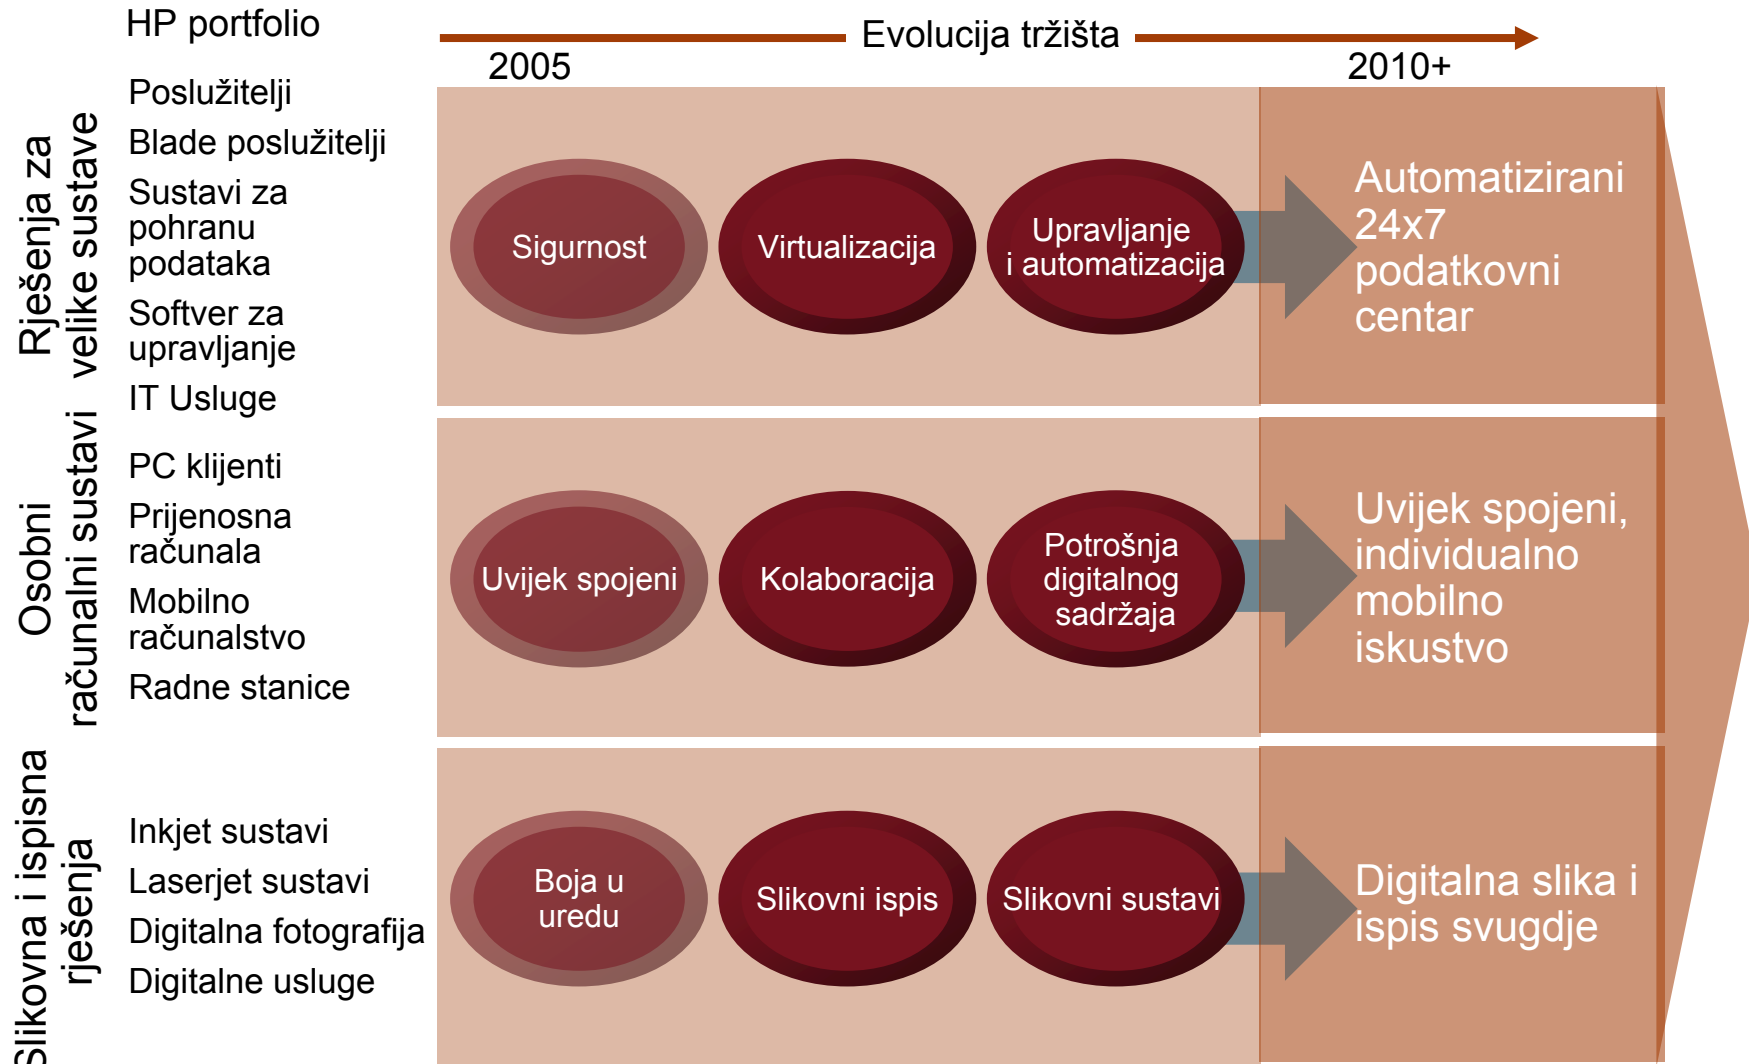 HP portfolio
Evolucija tržišta
2005
2010+
Rješenja za
velike sustave
Poslužitelji
Blade poslužitelji
Sustavi za
pohranu
podataka
Softver za
upravljanje
IT Usluge
Sigurnost
Virtualizacija
Upravljanje
i automatizacija
Automatizirani
24x7
podatkovni
centar
Osobni
računalni sustavi
PC klijenti
Prijenosna
računala
Mobilno
računalstvo
Radne stanice
Uvijek spojeni
Kolaboracija
Potrošnja
digitalnog
sadržaja
Uvijek spojeni,
individualno
mobilno
iskustvo
Slikovna i ispisna
rješenja
Inkjet sustavi
Laserjet sustavi
Digitalna fotografija
Digitalne usluge
Boja u
uredu
Slikovni ispis
Slikovni sustavi
Digitalna slika i
ispis svugdje